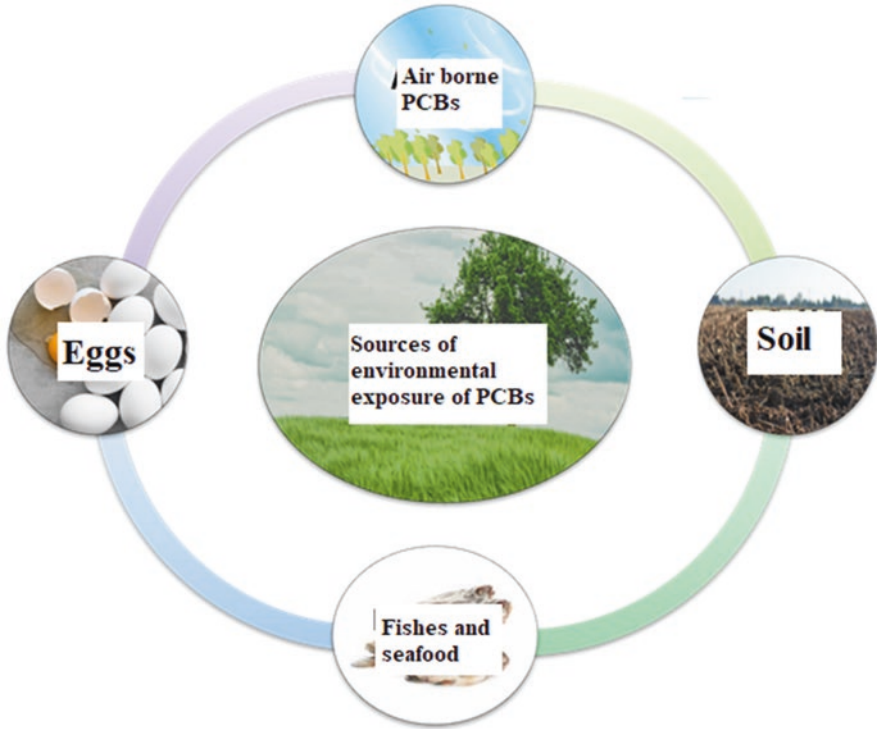 Air borne
PCBs
Eggs
Sources of
environmental
exposure of PCBs
Soil
Fishes and
seafood